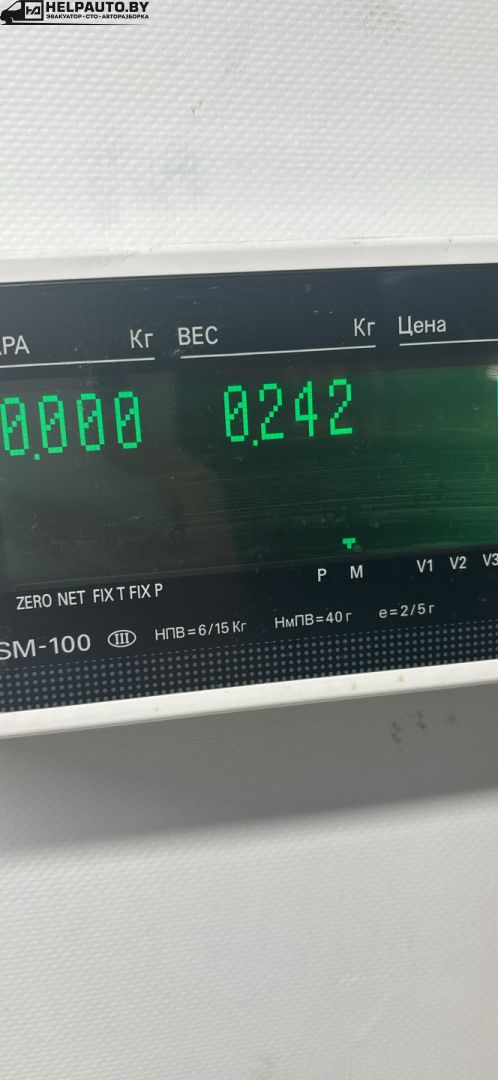 HELPAUTO.BY
ЭВАКУАТОР·СТО·АВТОРАЗБОРКА
АРА Кг ВЕС Кг Цена
0.000 0.242
P M V1 V2 V3
ZERO NET FIX T FIX P
SM-100 III НПВ=6/15 Кг НмПВ=40 г e=2/5 г